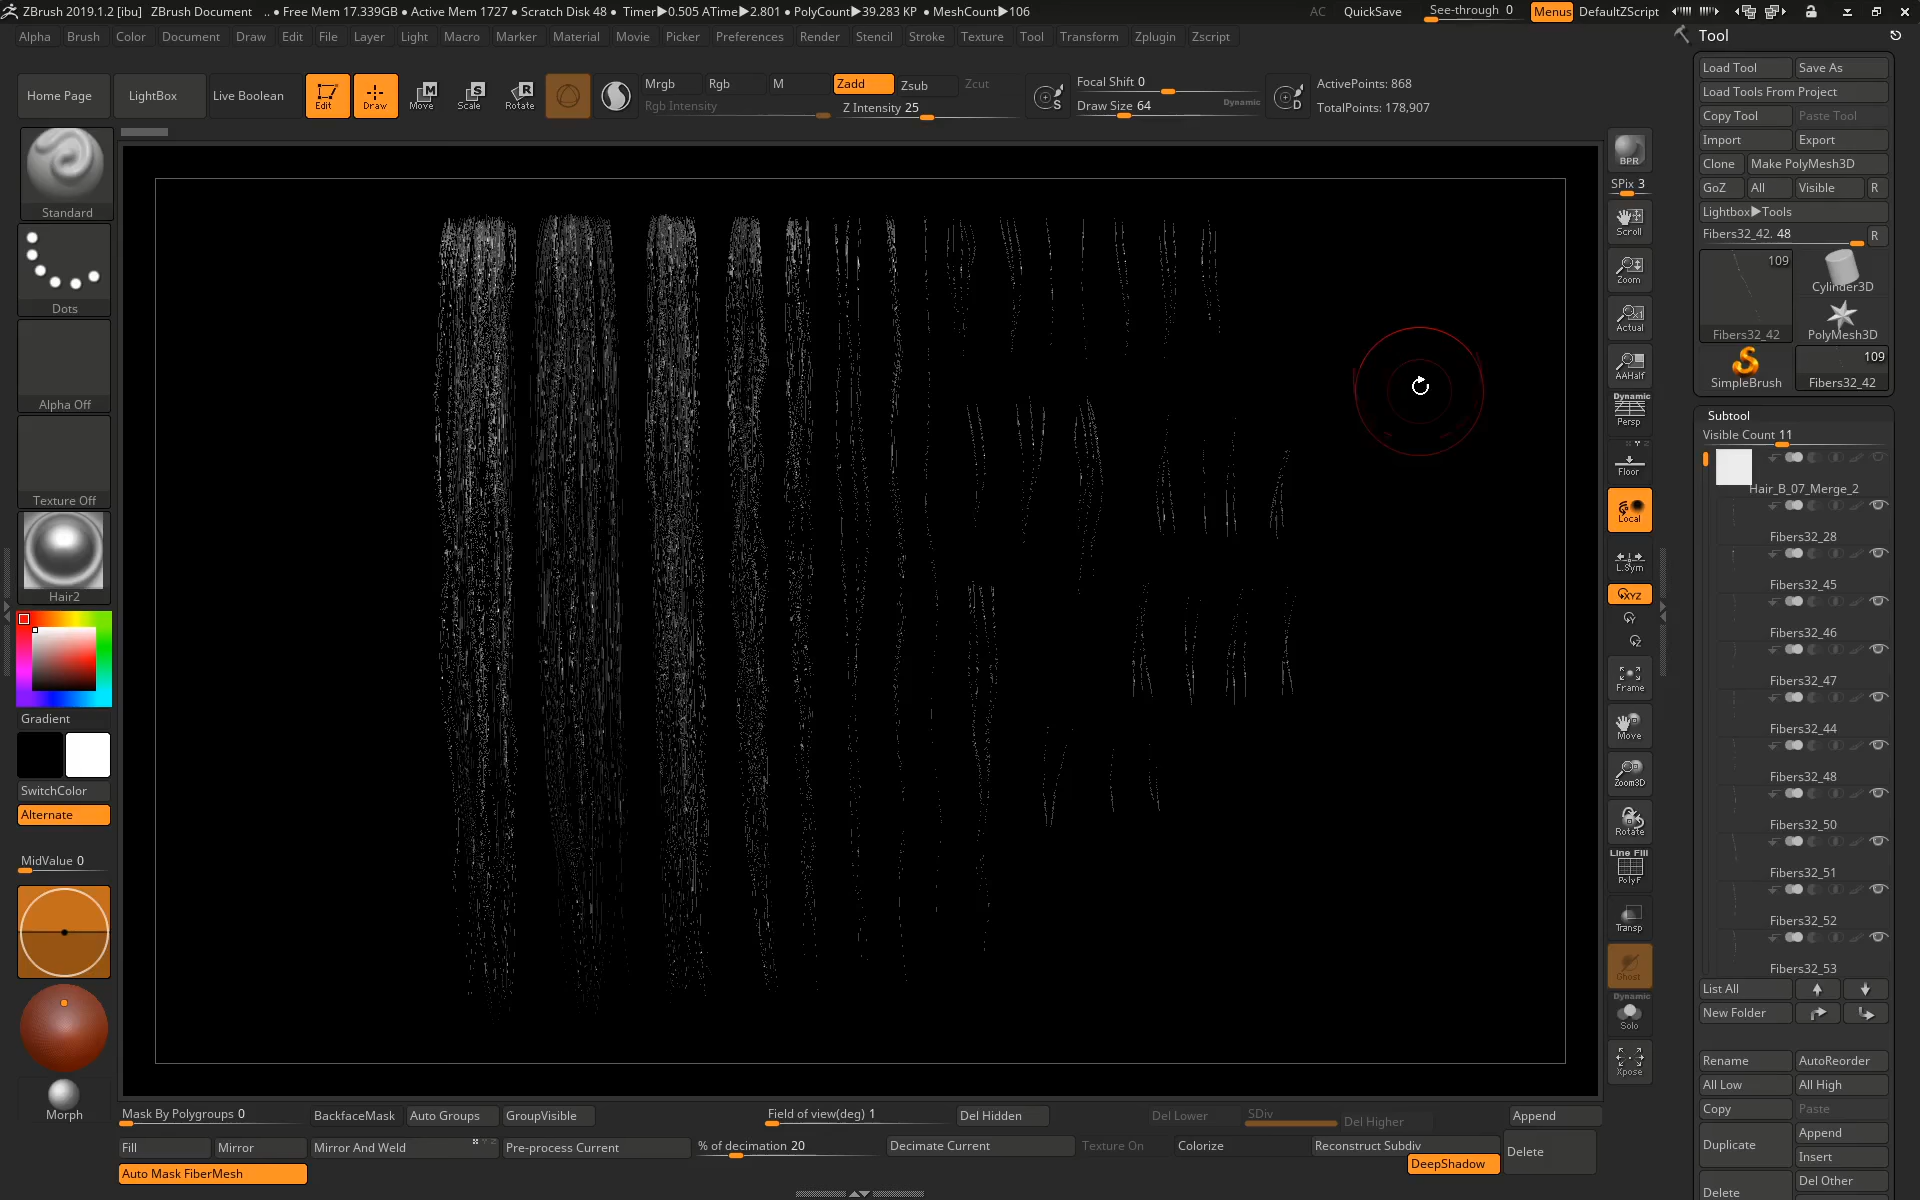 ZBrush 2019.1.2 [ibu] ZBrush Document .. • Free Mem 17.339GB • Active Mem 1727 • Scratch Disk 48 • Timer▶0.505 ATime▶2.801 • PolyCount▶39.283 KP • MeshCount▶106 AC QuickSave See-through 0 Menus DefaultZScript
Alpha Brush Color Document Draw Edit File Layer Light Macro Marker Material Movie Picker Preferences Render Stencil Stroke Texture Tool Transform Zplugin Zscript
Home Page LightBox Live Boolean Edit Draw Move Scale Rotate Mrgb Rgb M Zadd Zsub Zcut Focal Shift 0 ActivePoints: 868
Rgb Intensity Z Intensity 25 S Draw Size 64 Dynamic D TotalPoints: 178,907
Standard
Dots
Alpha Off
Texture Off
Hair2
Gradient
SwitchColor
Alternate
MidValue 0
Morph
BPR
SPix 3
Scroll
Zoom
Actual
AAHalf
Dynamic
Persp
Floor
Local
L.Sym
XYZ
Y
Z
Frame
Move
Zoom3D
Rotate
Line Fill
PolyF
Transp
Ghost
Dynamic
Solo
Xpose
Tool
Load Tool Save As
Load Tools From Project
Copy Tool Paste Tool
Import Export
Clone Make PolyMesh3D
GoZ All Visible R
Lightbox▶Tools
Fibers32_42. 48 R
109
Cylinder3D
Fibers32_42 PolyMesh3D
109
SimpleBrush Fibers32_42
Subtool
Visible Count 11
Hair_B_07_Merge_2
Fibers32_28
Fibers32_45
Fibers32_46
Fibers32_47
Fibers32_44
Fibers32_48
Fibers32_50
Fibers32_51
Fibers32_52
Fibers32_53
List All
New Folder
Rename AutoReorder
All Low All High
Copy Paste
Duplicate Append
Insert
Delete Del Other
Mask By Polygroups 0 BackfaceMask Auto Groups GroupVisible Field of view(deg) 1 Del Hidden Del Lower SDiv Del Higher Append
Fill Mirror Mirror And Weld Pre-process Current % of decimation 20 Decimate Current Texture On Colorize Reconstruct Subdiv Delete
Auto Mask FiberMesh DeepShadow